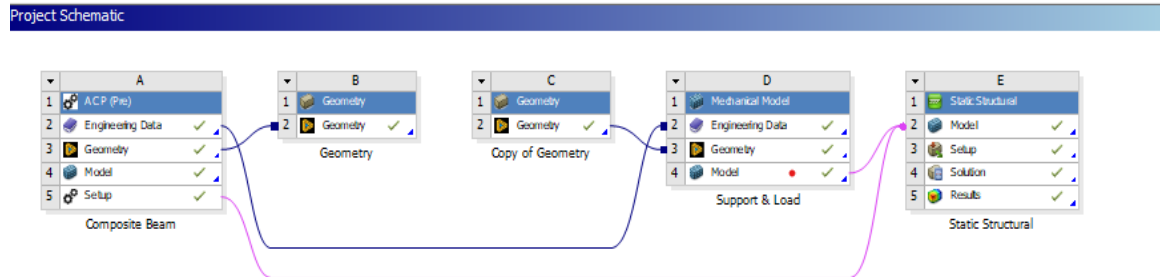 Project Schematic
A
1 ACP (Pre)
2 Engineering Data
3 Geometry
4 Model
5 Setup
Composite Beam
B
1 Geometry
2 Geometry
Geometry
C
1 Geometry
2 Geometry
Copy of Geometry
D
1 Mechanical Model
2 Engineering Data
3 Geometry
4 Model
Support & Load
E
1 Static Structural
2 Model
3 Setup
4 Solution
5 Results
Static Structural